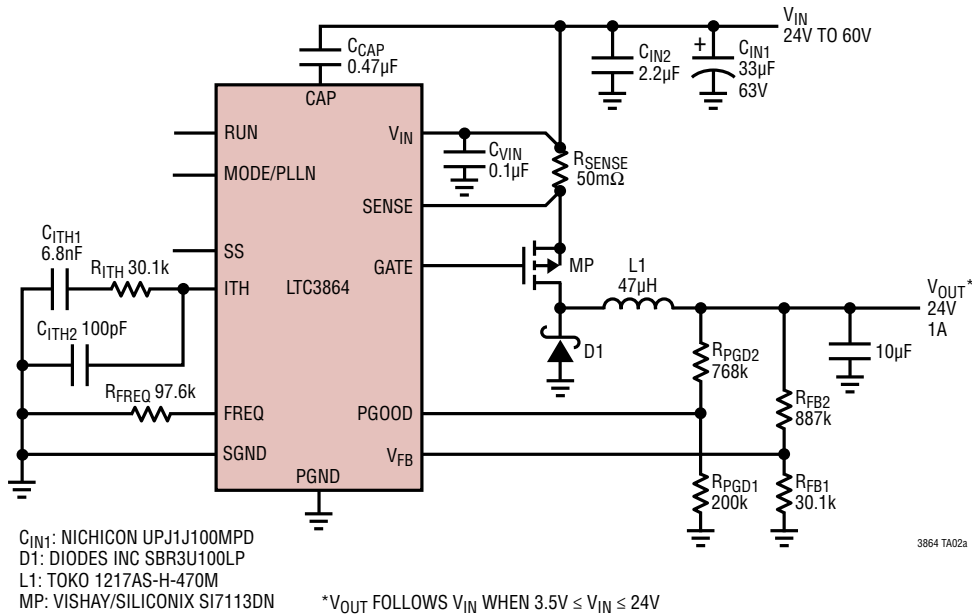 VIN
24V TO 60V
CCAP
0.47µF
CIN2
2.2µF
+
CIN1
33µF
63V
CAP
RUN
VIN
CVIN
0.1µF
RSENSE
50mΩ
MODE/PLLN
SENSE
CITH1
6.8nF
SS
RITH 30.1k
GATE
MP
L1
47µH
ITH
LTC3864
VOUT*
24V
1A
CITH2 100pF
D1
RPGD2
768k
10µF
RFREQ 97.6k
RFB2
887k
FREQ
PGOOD
SGND
VFB
PGND
RPGD1
200k
RFB1
30.1k
CIN1: NICHICON UPJ1J100MPD
D1: DIODES INC SBR3U100LP
L1: TOKO 1217AS-H-470M
MP: VISHAY/SILICONIX SI7113DN
*VOUT FOLLOWS VIN WHEN 3.5V ≤ VIN ≤ 24V
3864 TA02a